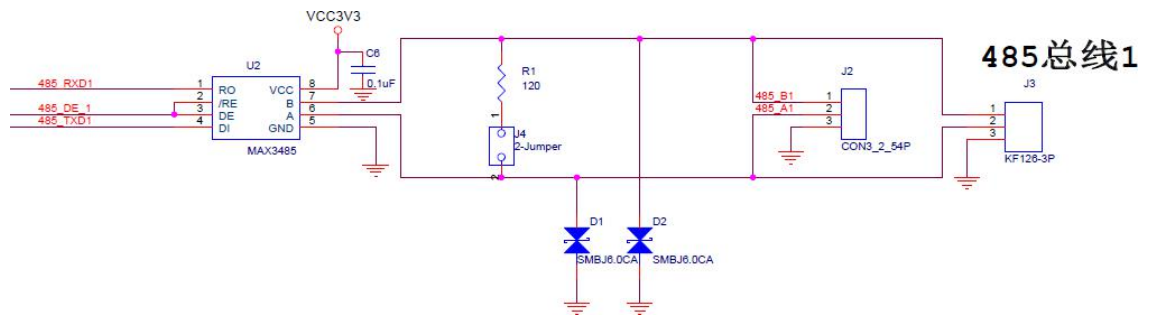 VCC3V3
485总线1
C6
0.1uF
U2
R1
120
J2
J3
485_RXD1
485_DE_1
485_TXD1
1
2
3
4
RO
/RE
DE
DI
VCC
B
A
GND
8
7
6
5
MAX3485
1
J4
2-Jumper
2
485_B1
485_A1
1
2
3
CON3_2_54P
1
2
3
KF126-3P
D1
SMBJ6.0CA
D2
SMBJ6.0CA